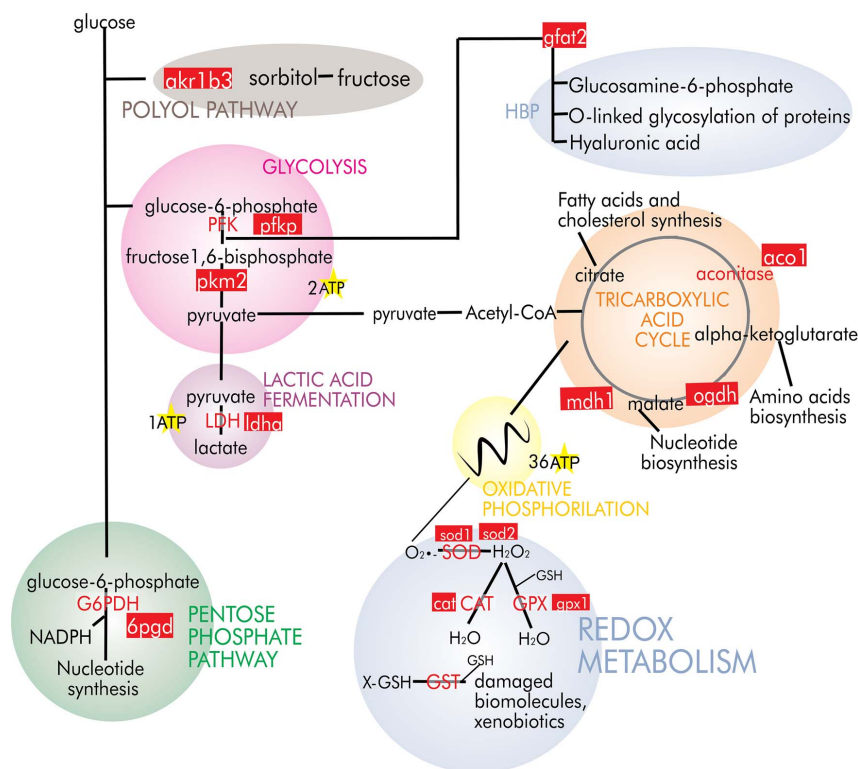 glucose
akr1b3
sorbitol
fructose
POLYOL PATHWAY
gfat2
Glucosamine-6-phosphate
HBP
O-linked glycosylation of proteins
Hyaluronic acid
GLYCOLYSIS
glucose-6-phosphate
PFK
pfkp
fructose1,6-bisphosphate
pkm2
2ATP
pyruvate
pyruvate
Acetyl-CoA
Fatty acids and
cholesterol synthesis
citrate
aconitase
aco1
TRICARBOXYLIC
ACID
CYCLE
alpha-ketoglutarate
mdh1
malate
ogdh
Amino acids
biosynthesis
Nucleotide
biosynthesis
LACTIC ACID
FERMENTATION
pyruvate
1ATP
LDH
ldha
lactate
36ATP
OXIDATIVE
PHOSPHORILATION
sod1
sod2
O₂•-
SOD
H₂O₂
GSH
cat
CAT
GPX
gpx1
H₂O
H₂O
REDOX
METABOLISM
GSH
X-GSH
GST
damaged
biomolecules,
xenobiotics
glucose-6-phosphate
G6PDH
6pgd
NADPH
PENTOSE
PHOSPHATE
PATHWAY
Nucleotide
synthesis